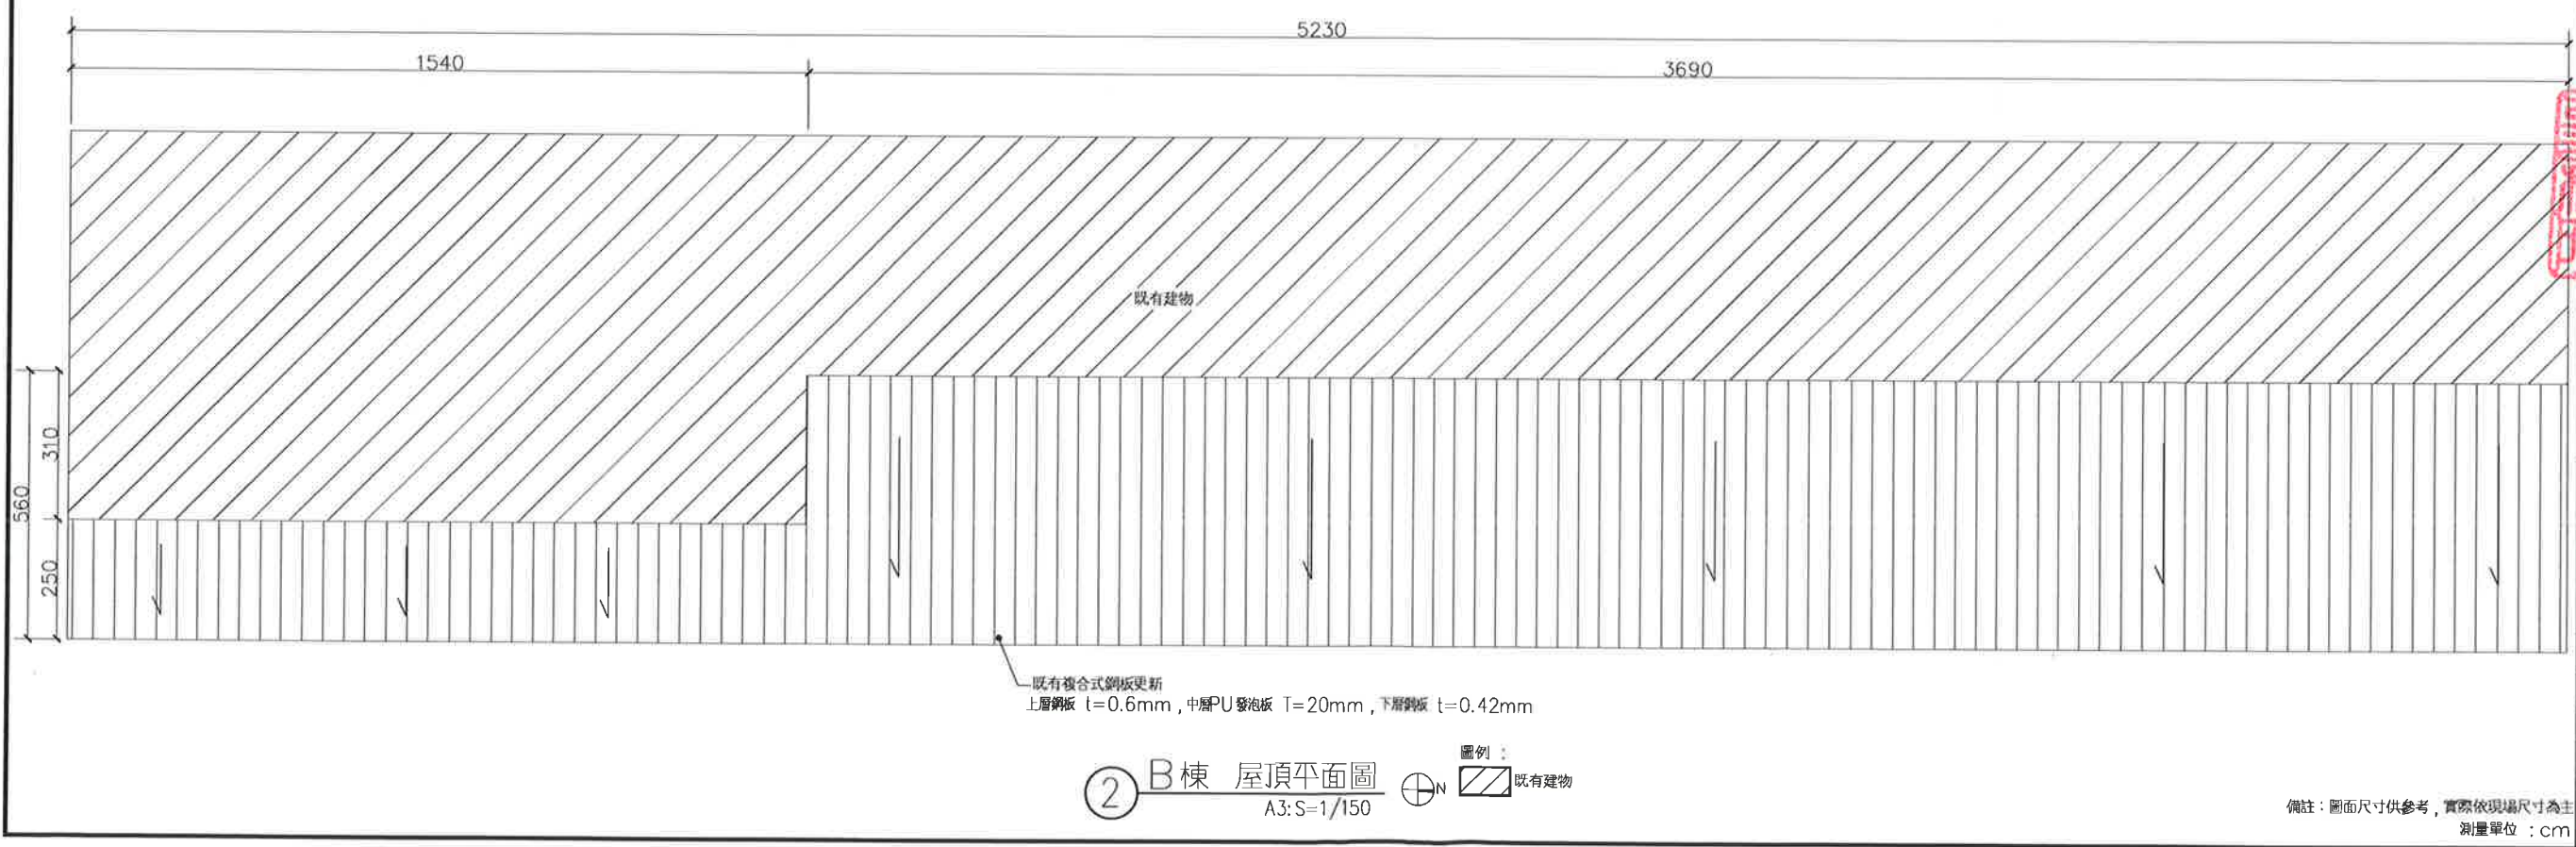 5230
1540
3690
既有建物
310
560
250
既有複合式鋼板更新
上層鋼板 t=0.6mm , 中層PU發泡板 T=20mm , 下層鋼板 t=0.42mm
圖例 :
2 B棟 屋頂平面圖 N 既有建物
A3: S=1/150
備註 : 圖面尺寸供參考 , 實際依現場尺寸為主
測量單位 : cm